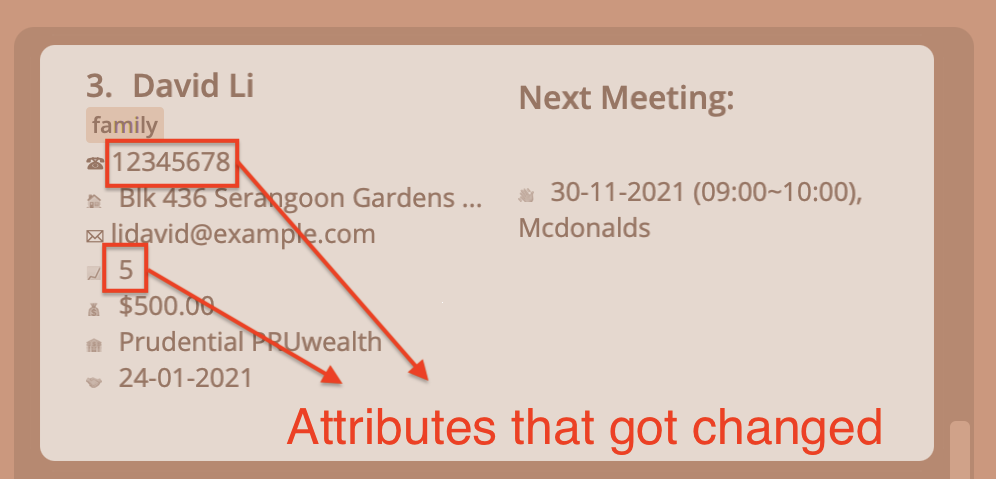 3. David Li
family
12345678
Blk 436 Serangoon Gardens ...
lidavid@example.com
5
$500.00
Prudential PRUwealth
24-01-2021
Next Meeting:
30-11-2021 (09:00~10:00),
Mcdonalds
Attributes that got changed